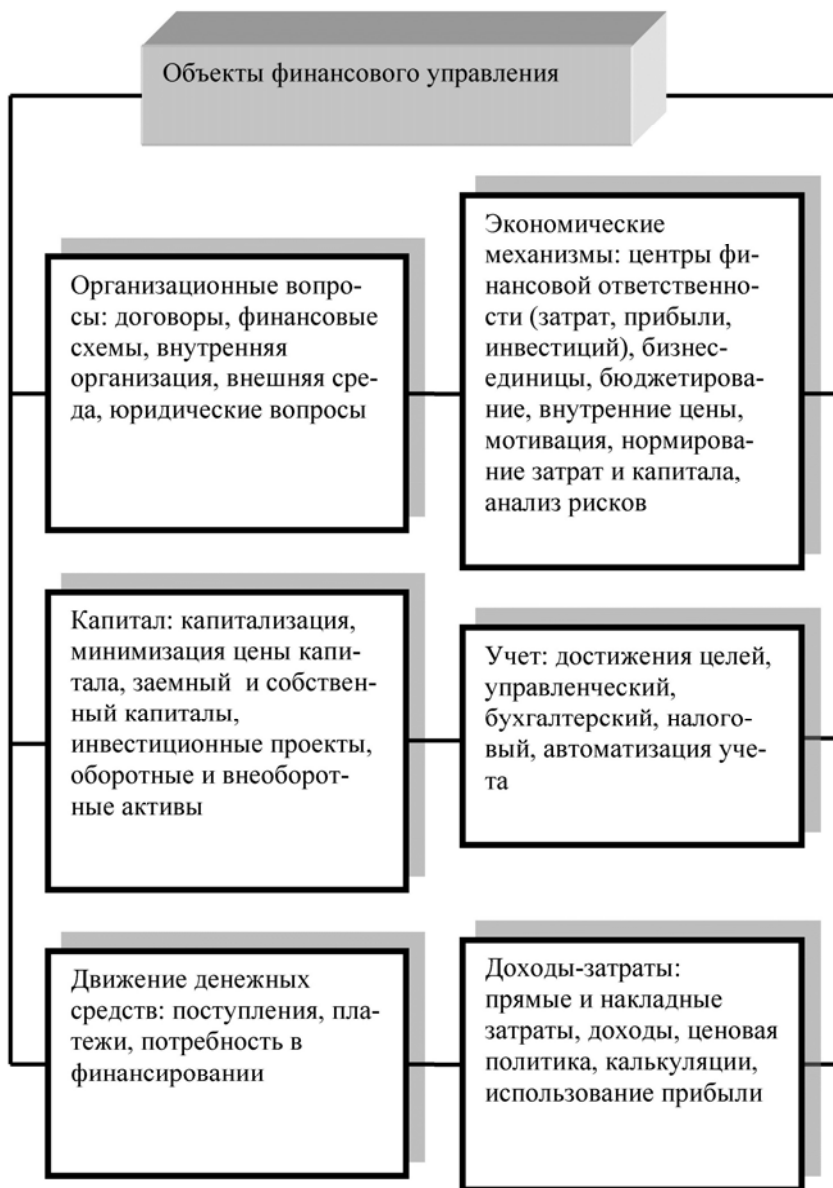 Объекты финансового управления
Организационные вопро-
сы: договоры, финансовые
схемы, внутренняя
организация, внешняя сре-
да, юридические вопросы
Экономические
механизмы: центры фи-
нансовой ответственно-
сти (затрат, прибыли,
инвестиций), бизнес-
единицы, бюджетирова-
ние, внутренние цены,
мотивация, нормирова-
ние затрат и капитала,
анализ рисков
Капитал: капитализация,
минимизация цены капи-
тала, заемный и собствен-
ный капиталы,
инвестиционные проекты,
оборотные и внеоборот-
ные активы
Учет: достижения целей,
управленческий,
бухгалтерский, налого-
вый, автоматизация уче-
та
Движение денежных
средств: поступления, пла-
тежи, потребность в
финансировании
Доходы-затраты:
прямые и накладные
затраты, доходы, ценовая
политика, калькуляции,
использование прибыли